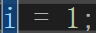 i = 1;